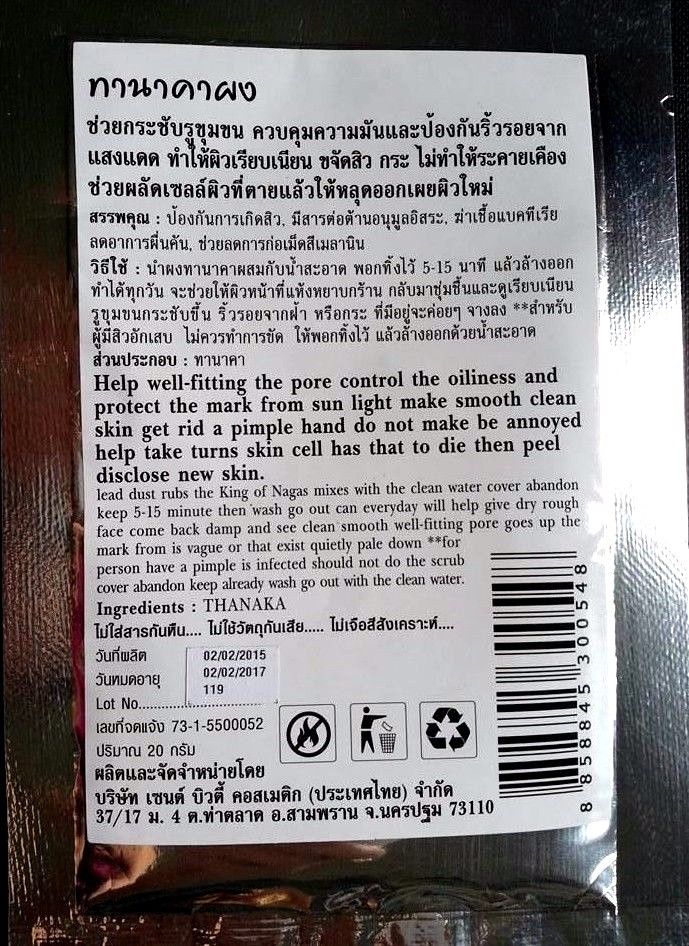 ทานาคาผง
ช่วยกระชับรูขุมขน ควบคุมความมันและป้องกันริ้วรอยจาก
แสงแดด ทำให้ผิวเรียบเนียน ขจัดสิว กระ ไม่ทำให้ระคายเคือง
ช่วยผลัดเซลล์ผิวที่ตายแล้วให้หลุดออกเผยผิวใหม่
สรรพคุณ : ป้องกันการเกิดสิว, มีสารต่อต้านอนุมูลอิสระ, ฆ่าเชื้อแบคทีเรีย
ลดอาการผื่นคัน, ช่วยลดการก่อเม็ดสีเมลานิน
วิธีใช้ : นำผงทานาคาผสมกับน้ำสะอาด พอกทิ้งไว้ 5-15 นาที แล้วล้างออก
ทำได้ทุกวัน จะช่วยให้ผิวหน้าที่แห้งหยาบกร้าน กลับมาชุ่มชื้นและดูเรียบเนียน
รูขุมขนกระชับขึ้น ริ้วรอยจากฝ้า หรือกระ ที่มีอยู่จะค่อยๆ จางลง **สำหรับ
ผู้มีสิวอักเสบ ไม่ควรทำการขัด ให้พอกทิ้งไว้ แล้วล้างออกด้วยน้ำสะอาด
ส่วนประกอบ : ทานาคา
Help well-fitting the pore control the oiliness and
protect the mark from sun light make smooth clean
skin get rid a pimple hand do not make be annoyed
help take turns skin cell has that to die then peel
disclose new skin.
lead dust rubs the King of Nagas mixes with the clean water cover abandon
keep 5-15 minute then wash go out can everyday will help give dry rough
face come back damp and see clean smooth well-fitting pore goes up the
mark from is vague or that exist quietly pale down **for
person have a pimple is infected should not do the scrub
cover abandon keep already wash go out with the clean water.
Ingredients : THANAKA
ไม่ใส่สารกันหืน.... ไม่ใช้วัตถุกันเสีย..... ไม่เจือสีสังเคราะห์....
วันที่ผลิต 02/02/2015
วันหมดอายุ 02/02/2017
Lot No. 119
เลขที่จดแจ้ง 73-1-5500052
ปริมาณ 20 กรัม
ผลิตและจัดจำหน่ายโดย
บริษัท เซนต์ บิวตี้ คอสเมติก (ประเทศไทย) จำกัด
37/17 ม. 4 ต.ท่าตลาด อ.สามพราน จ.นครปฐม 73110
8 858845 300548